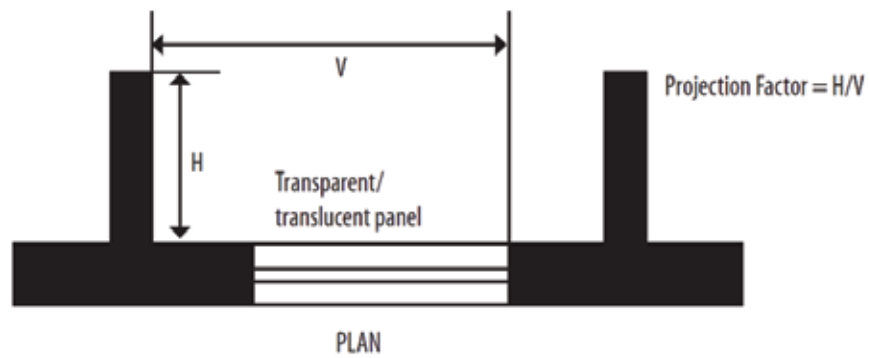 V
Projection Factor = H/V
H
Transparent/
translucent panel
PLAN